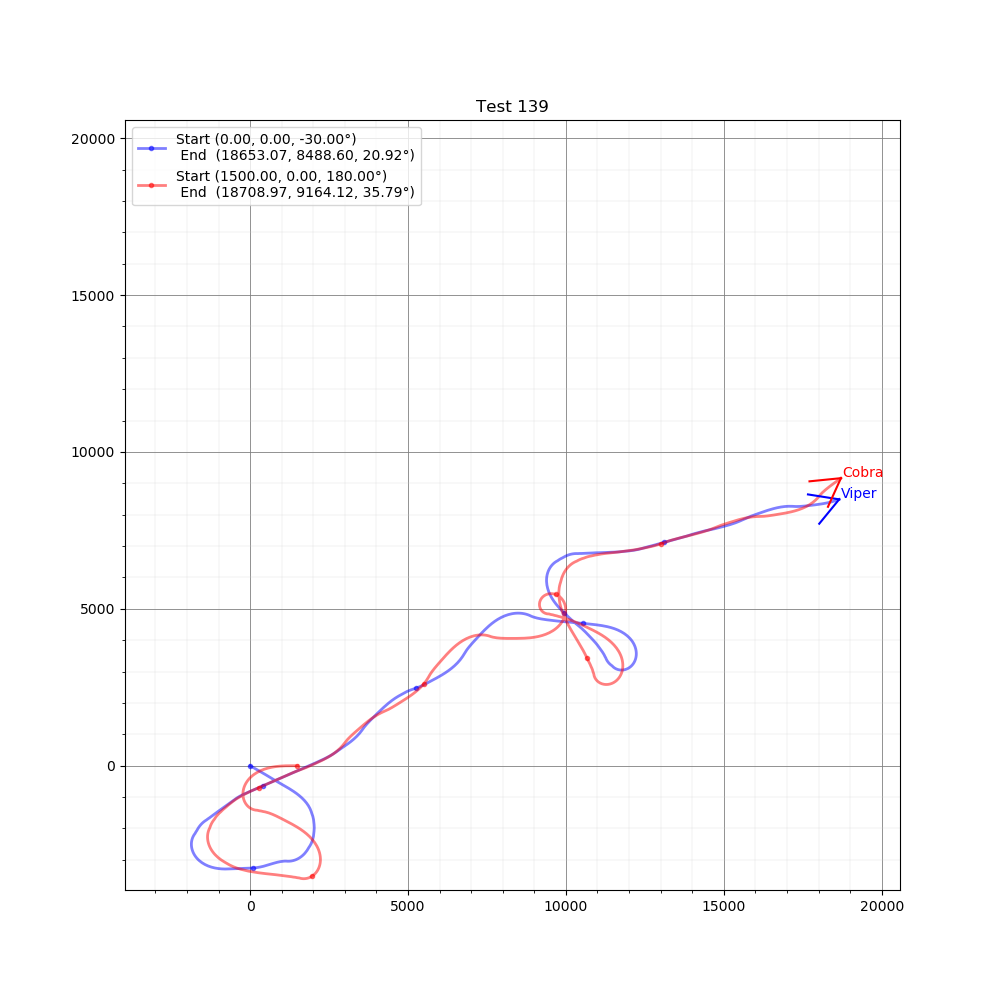 Test 139
Start (0.00, 0.00, -30.00°)
End (18653.07, 8488.60, 20.92°)
Start (1500.00, 0.00, 180.00°)
End (18708.97, 9164.12, 35.79°)
20000
15000
10000
5000
0
Cobra
Viper
0
5000
10000
15000
20000